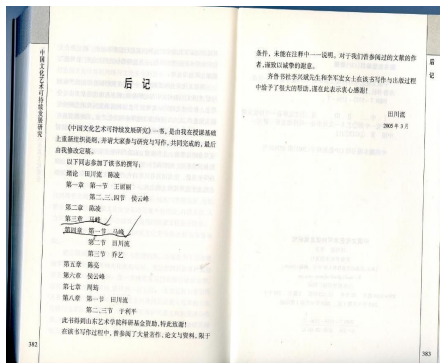 中国文化艺术可持续发展研究
后记
《中国文化艺术可持续发展研究》一书,是由我在授课基础
上重新组织说纲,并请大家参与研究与写作,共同完成的,最后
由我修改定稿。
以下同志参加了该书的撰写:
绪论 田川流 陈凌
第一章 第一节 王丽丽
第二、三、四节 侯云峰
第二章 陈凌
第三章 马峰
第四章 第一节 马峰
第二节 田川流
第三节 乔艺
第五章 陈亮
第六章 侯云峰
第七章 周筠
第八章 第一节 田川流
第二、三节 于利平
此书得到山东艺术学院科研基金资助,特此致谢!
在该书写作过程中,曾参阅了大量著作、论文与资料,限于
382
条件,未能在注释中一一说明。对于我们曾参阅过的文献的作
者,谨致以诚挚的谢意。
齐鲁书社李兴斌先生和李军宏女士在该书写作与出版过程
中给予了很大的帮助,谨在此表示衷心感谢!
田川流
2005年3月
后记
383